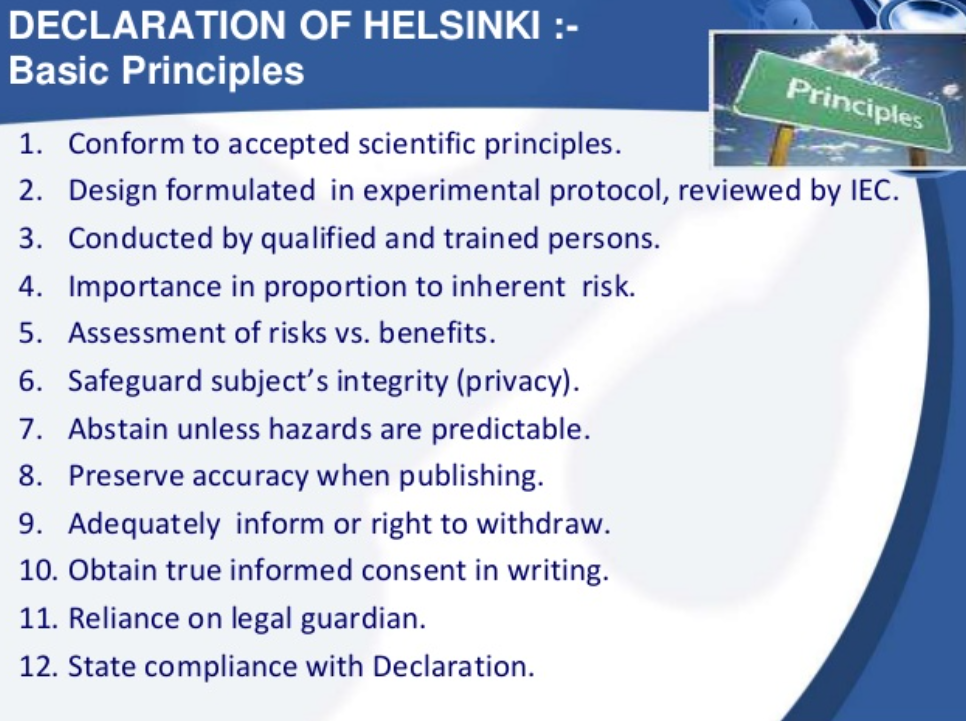 DECLARATION OF HELSINKI :-
Basic Principles
Principles
1. Conform to accepted scientific principles.
2. Design formulated in experimental protocol, reviewed by IEC.
3. Conducted by qualified and trained persons.
4. Importance in proportion to inherent risk.
5. Assessment of risks vs. benefits.
6. Safeguard subject's integrity (privacy).
7. Abstain unless hazards are predictable.
8. Preserve accuracy when publishing.
9. Adequately inform or right to withdraw.
10. Obtain true informed consent in writing.
11. Reliance on legal guardian.
12. State compliance with Declaration.